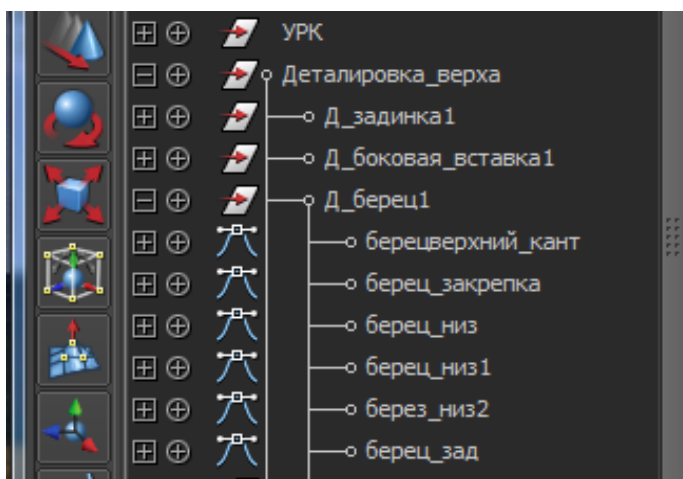 УРК
Деталировка_верха
Д_задинка1
Д_боковая_вставка1
Д_берец1
берецверхний_кант
берец_закрепка
берец_низ
берец_низ1
берез_низ2
берец_зад